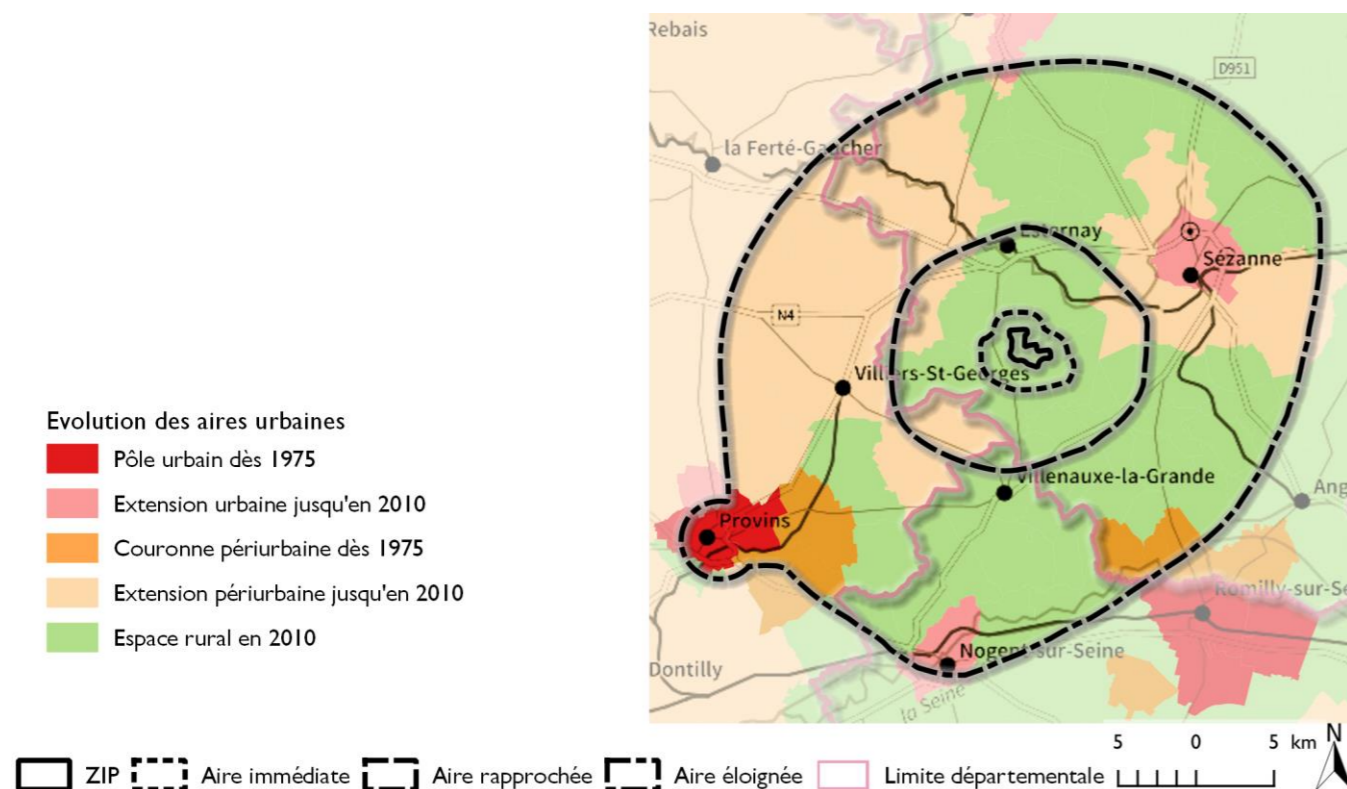 Rebais
D951
la Ferté-Gaucher
Esternay
Sézanne
N4
Villiers-St-Georges
Villenauxe-la-Grande
Provins
Nogent-sur-Seine
Dontilly
la Seine
Evolution des aires urbaines
Pôle urbain dès 1975
Extension urbaine jusqu'en 2010
Couronne périurbaine dès 1975
Extension périurbaine jusqu'en 2010
Espace rural en 2010
5 0 5 km N
ZIP Aire immédiate Aire rapprochée Aire éloignée Limite départementale